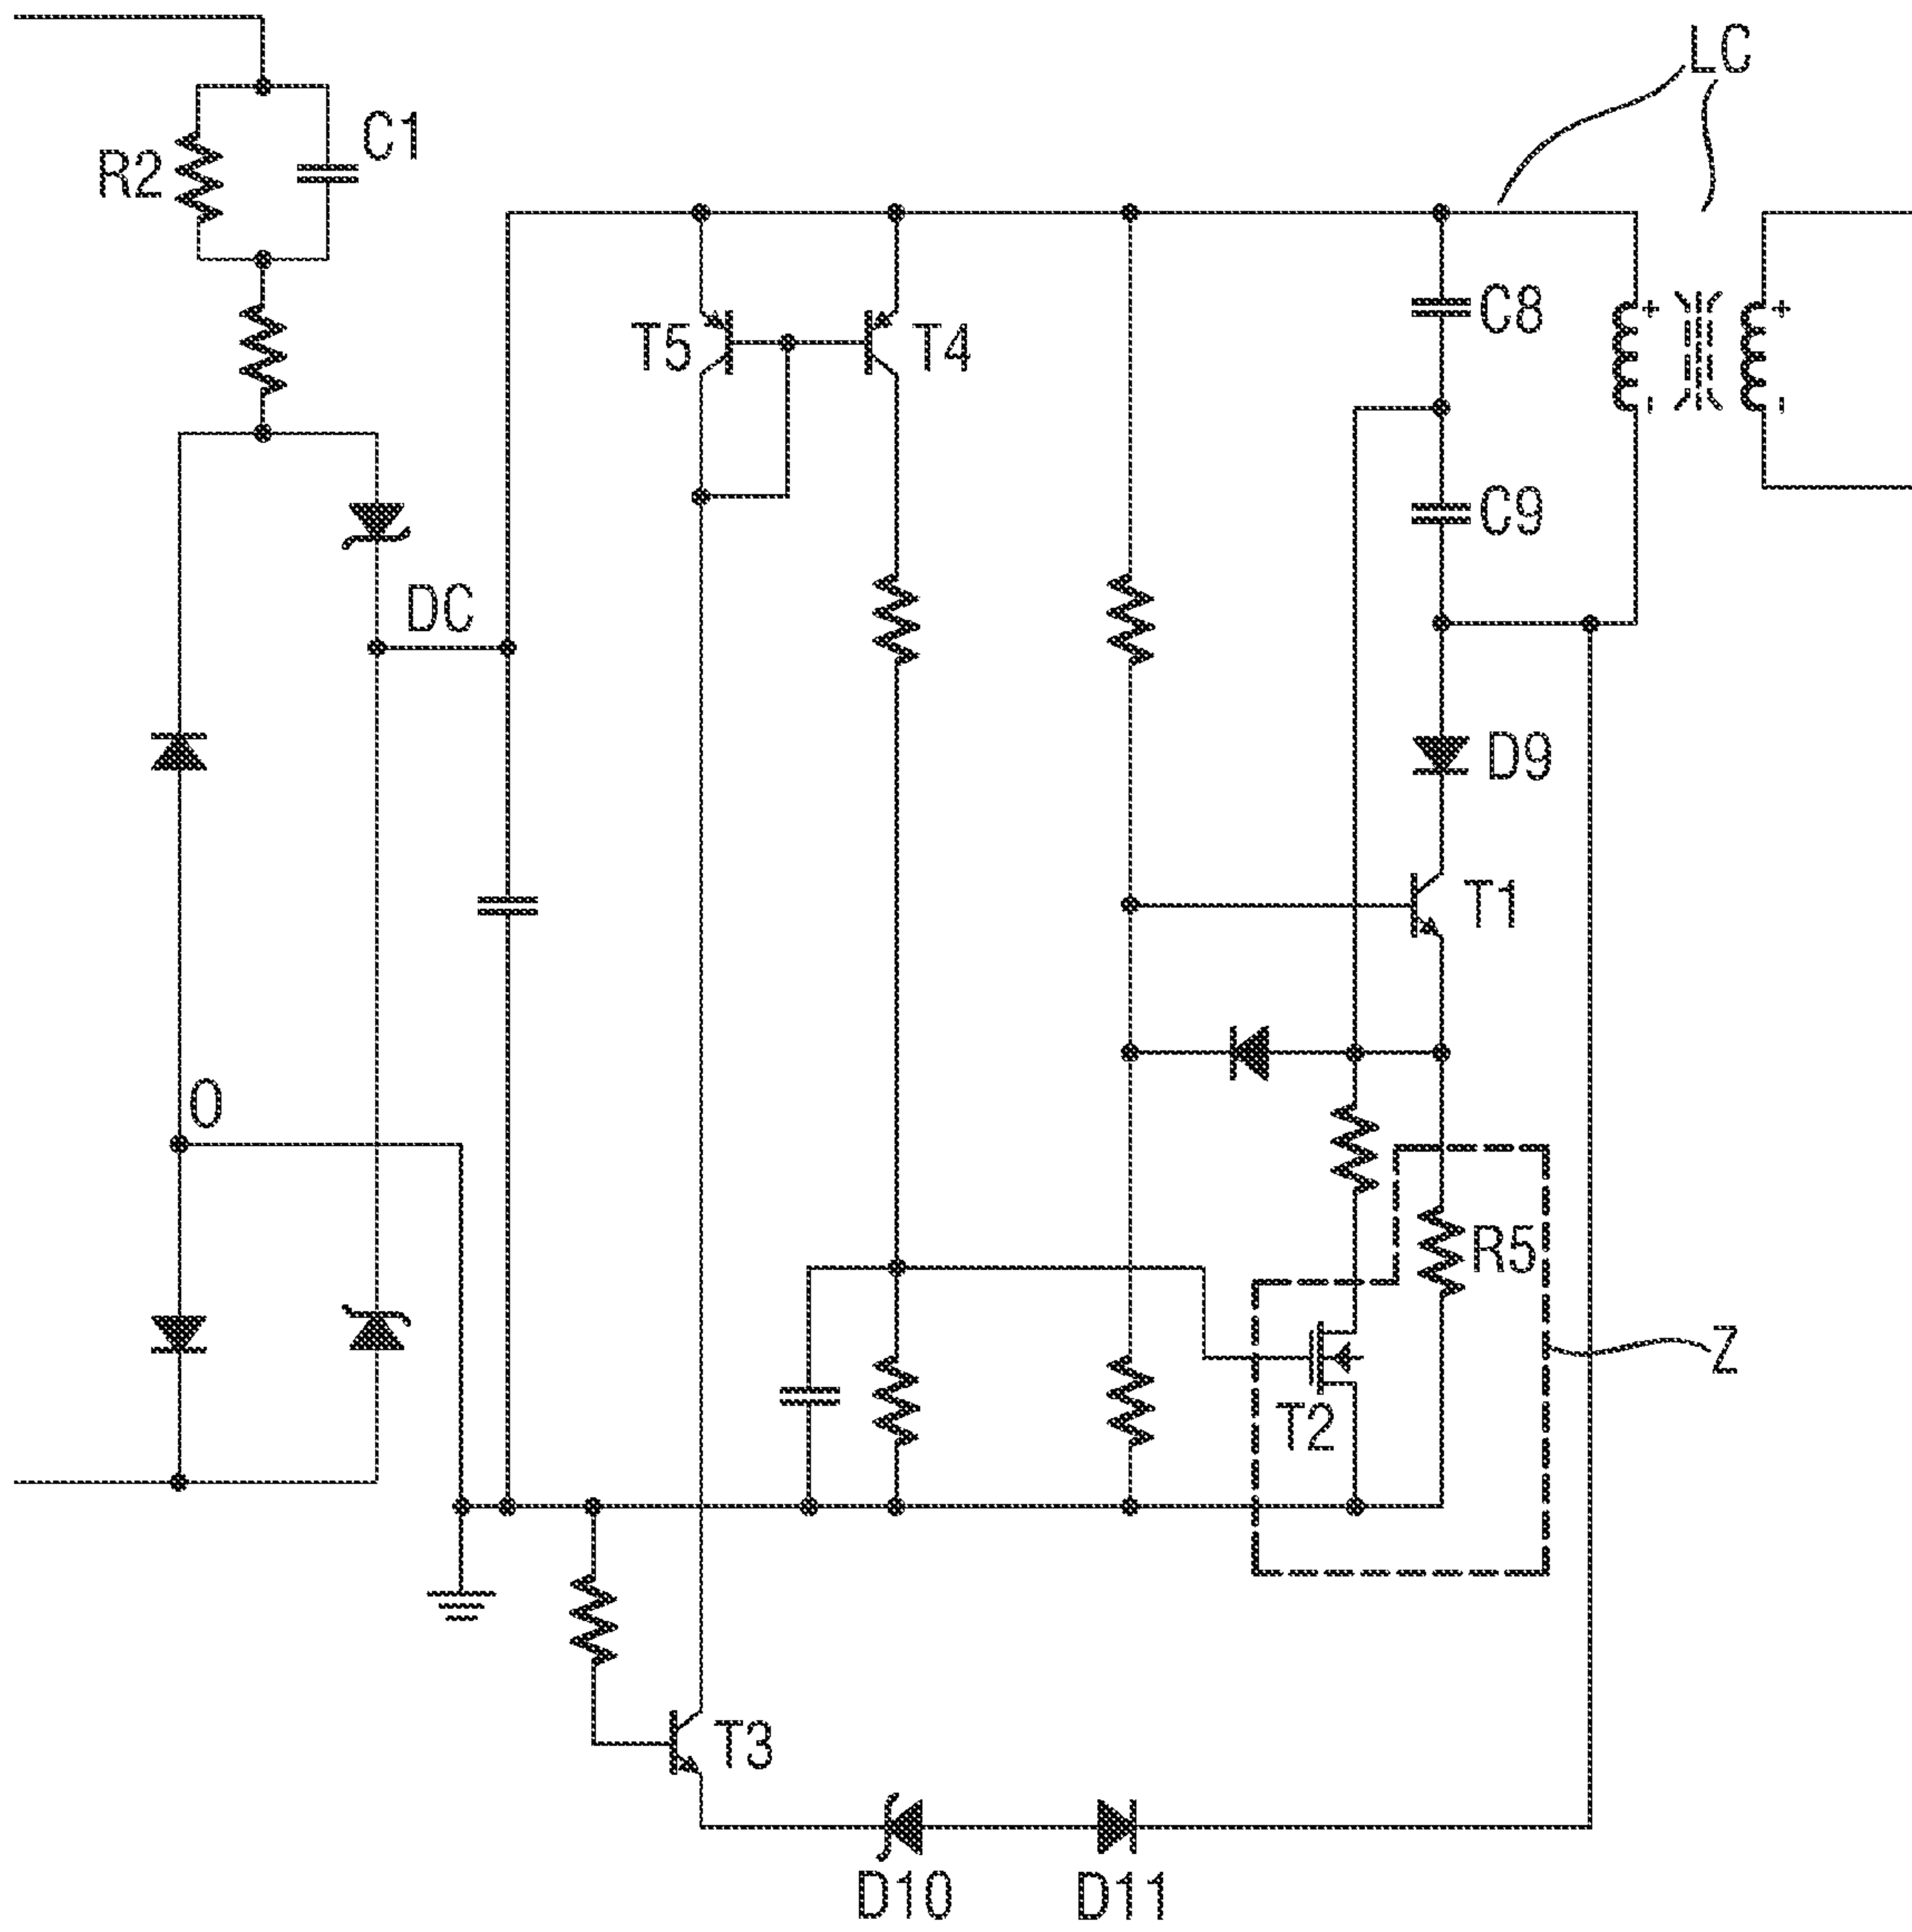 LC
C1
R2
C8
T5
T4
+
+
-
-
C9
DC
D9
T1
O
R5
Z
T2
T3
D10
D11